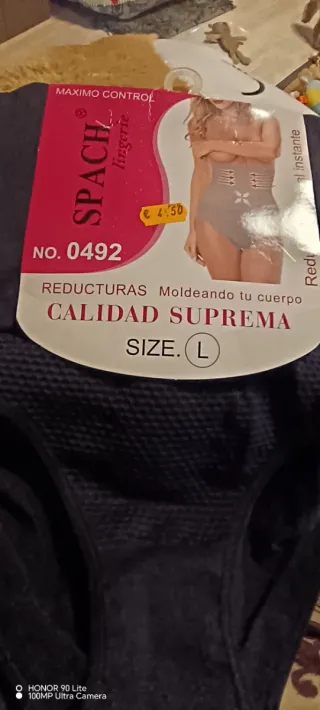 MAXIMO CONTROL
SPACH®
lingerie
€ 4.50
NO. 0492
al instante
REDUCTURAS Moldeando tu cuerpo
CALIDAD SUPREMA
SIZE. L
HONOR 90 Lite
100MP Ultra Camera